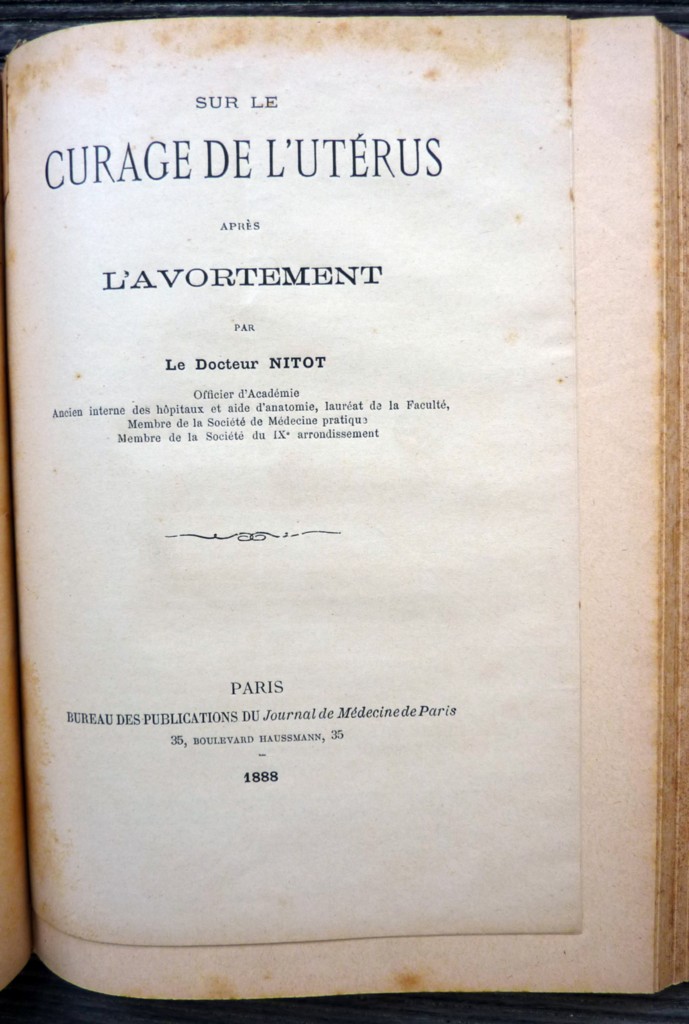 SUR LE
CURAGE DE L'UTÉRUS
APRÈS
L'AVORTEMENT
PAR
Le Docteur NITOT
Officier d'Académie
Ancien interne des hôpitaux et aide d'anatomie, lauréat de la Faculté,
Membre de la Société de Médecine pratique
Membre de la Société du IXe arrondissement
PARIS
BUREAU DES PUBLICATIONS DU Journal de Médecine de Paris
35, BOULEVARD HAUSSMANN, 35
1888